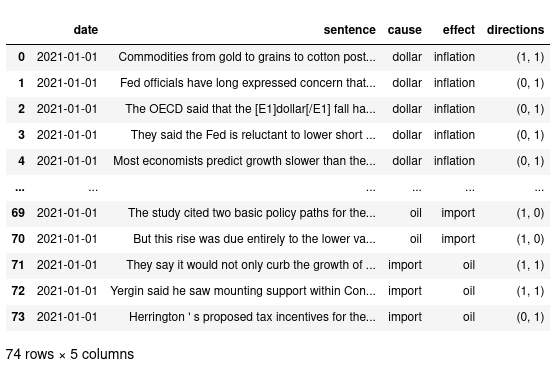 date sentence cause effect directions
0 2021-01-01 Commodities from gold to grains to cotton post... dollar inflation (1, 1)
1 2021-01-01 Fed officials have long expressed concern that... dollar inflation (0, 1)
2 2021-01-01 The OECD said that the [E1]dollar[/E1] fall ha... dollar inflation (0, 1)
3 2021-01-01 They said the Fed is reluctant to lower short ... dollar inflation (0, 1)
4 2021-01-01 Most economists predict growth slower than the... dollar inflation (0, 1)
... ... ... ... ... ...
69 2021-01-01 The study cited two basic policy paths for the... oil import (1, 0)
70 2021-01-01 But this rise was due entirely to the lower va... oil import (1, 0)
71 2021-01-01 They say it would not only curb the growth of ... import oil (1, 1)
72 2021-01-01 Yergin said he saw mounting support within Con... import oil (1, 1)
73 2021-01-01 Herrington ' s proposed tax incentives for the... import oil (0, 1)
74 rows × 5 columns